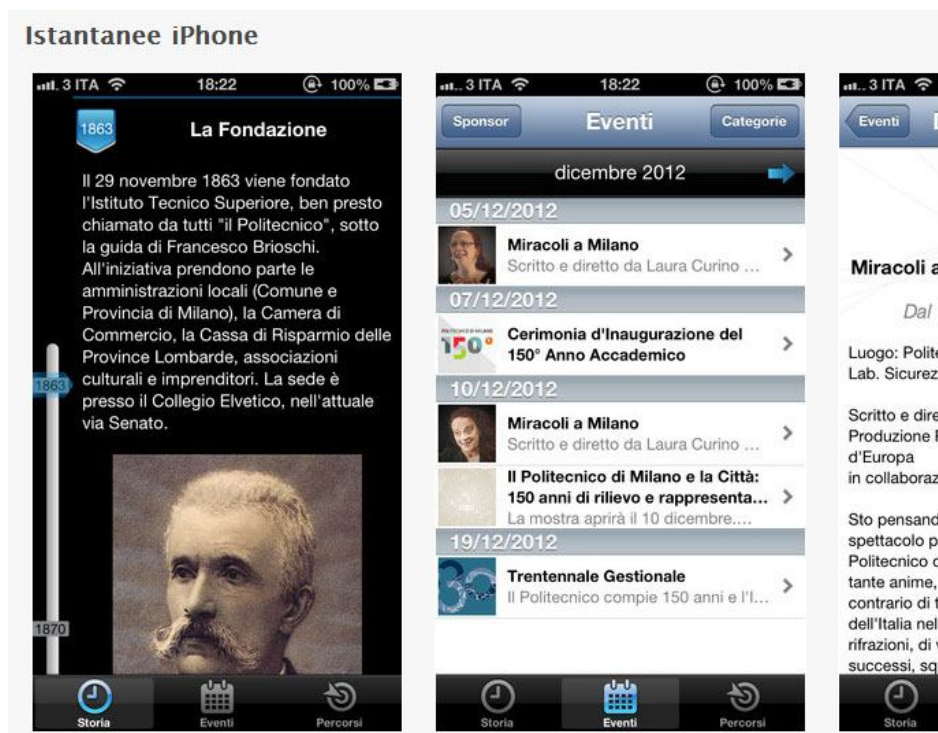 Istantanee iPhone
3 ITA 18:22 100%
1863 La Fondazione
Il 29 novembre 1863 viene fondato
l'Istituto Tecnico Superiore, ben presto
chiamato da tutti "il Politecnico", sotto
la guida di Francesco Brioschi.
All'iniziativa prendono parte le
amministrazioni locali (Comune e
Provincia di Milano), la Camera di
Commercio, la Cassa di Risparmio delle
Province Lombarde, associazioni
culturali e imprenditori. La sede è
presso il Collegio Elvetico, nell'attuale
via Senato.
1863
1870
Storia Eventi Percorsi
3 ITA 18:22 100%
Sponsor Eventi Categorie
dicembre 2012
05/12/2012
Miracoli a Milano
Scritto e diretto da Laura Curino ...
07/12/2012
150°
Cerimonia d'Inaugurazione del
150° Anno Accademico
10/12/2012
Miracoli a Milano
Scritto e diretto da Laura Curino ...
Il Politecnico di Milano e la Città:
150 anni di rilievo e rappresenta...
La mostra aprirà il 10 dicembre....
19/12/2012
30
Trentennale Gestionale
Il Politecnico compie 150 anni e l'I...
Storia Eventi Percorsi
3 ITA
Eventi
Miracoli a
Dal
Luogo: Polite
Lab. Sicurez
Scritto e dire
Produzione
d'Europa
in collaboraz
Sto pensand
spettacolo p
Politecnico
tante anime,
contrario di t
dell'Italia nel
rifrazioni, di
successi, sq
Storia